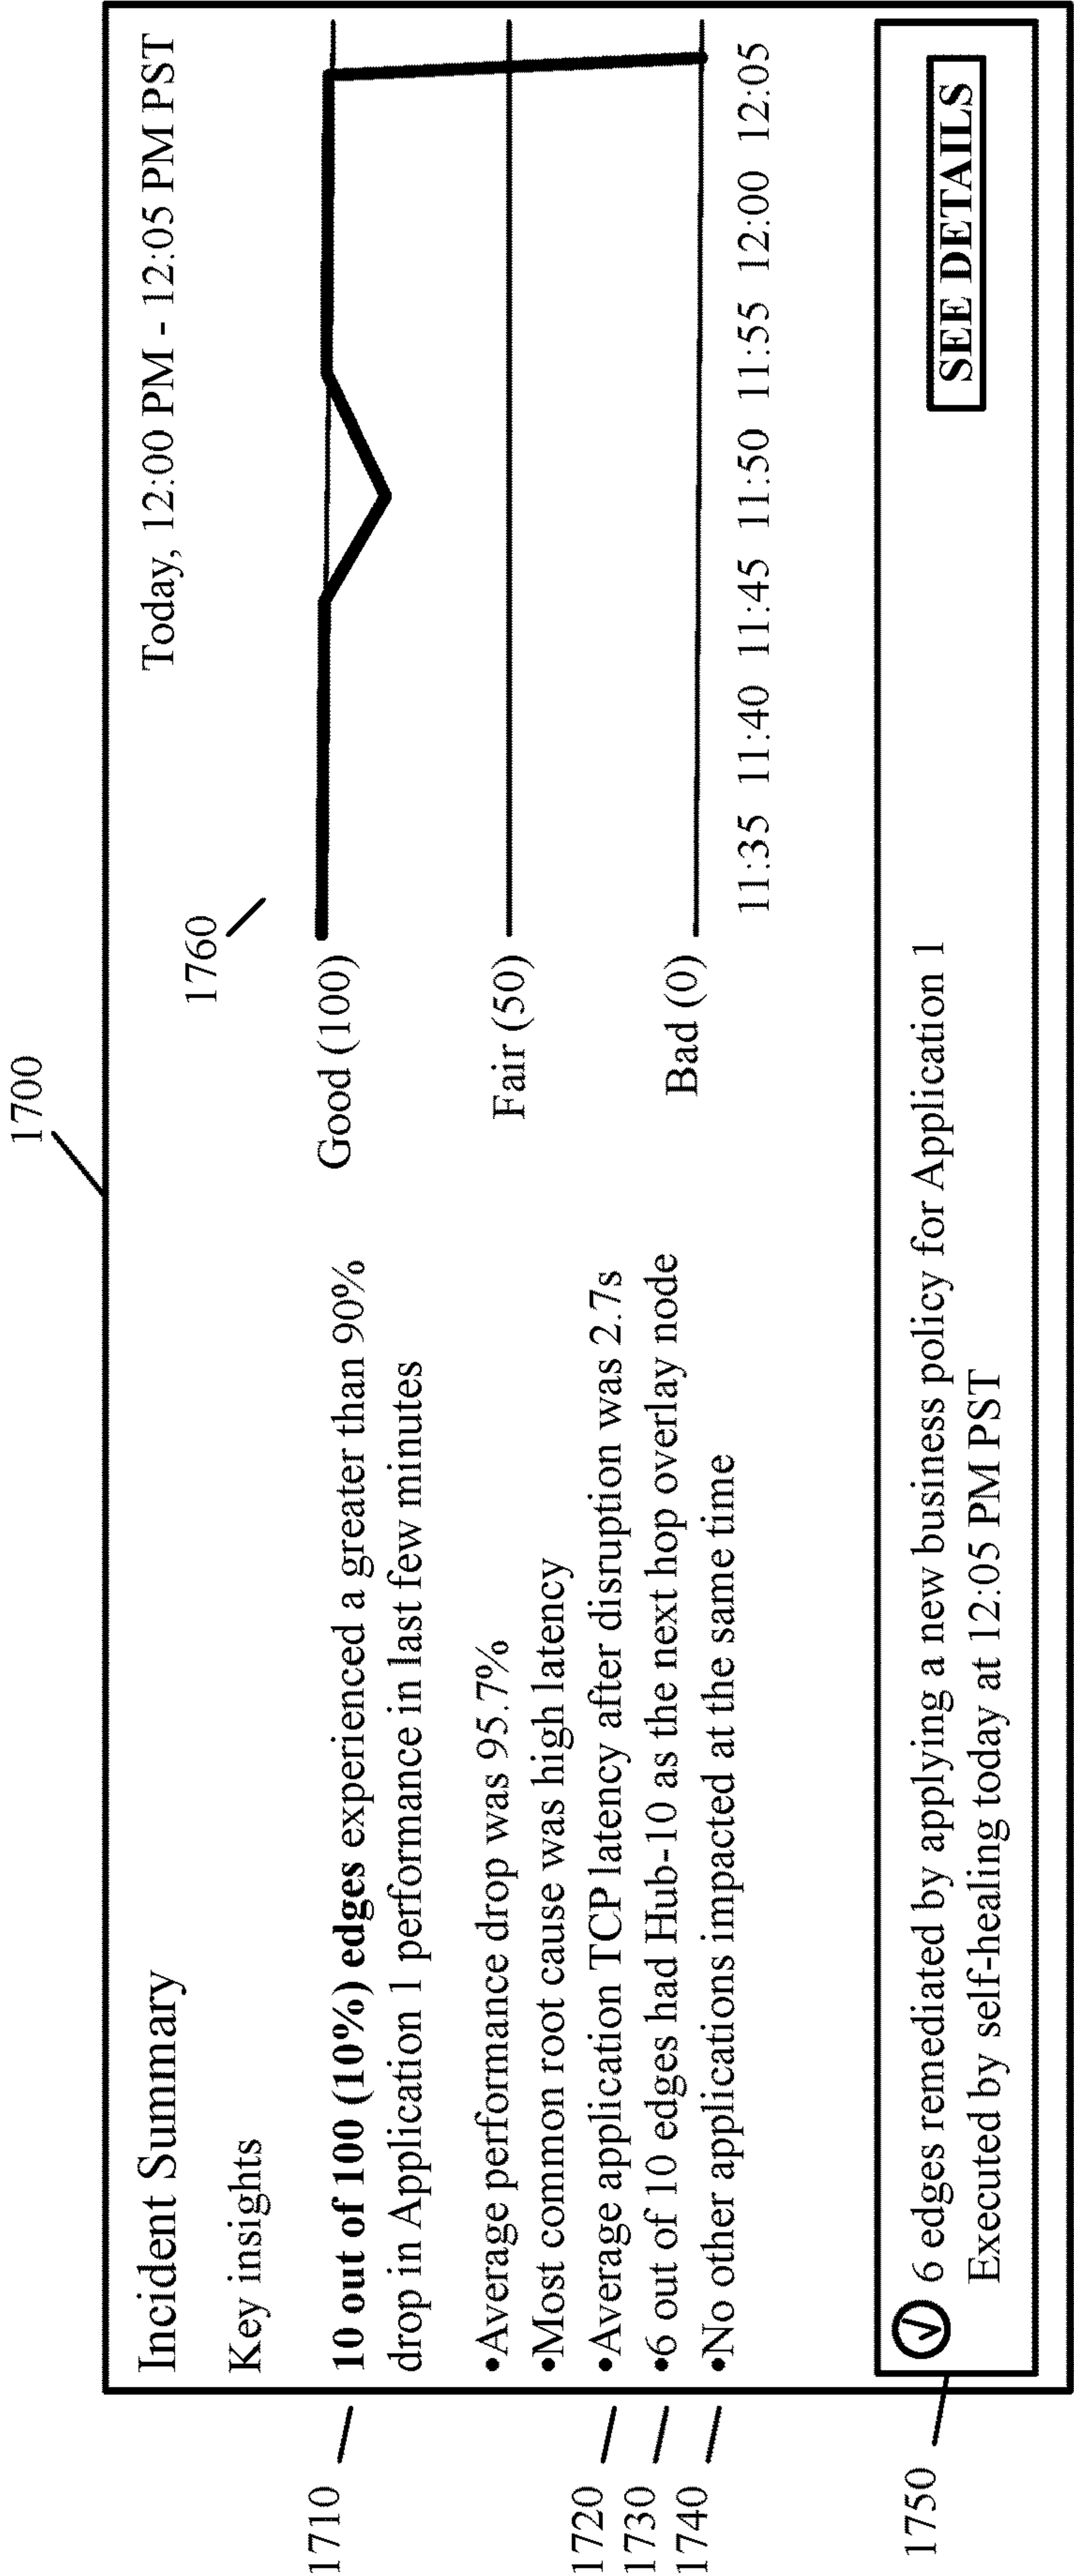 1700
Incident Summary
Today, 12:00 PM - 12:05 PM PST
Key insights
1760
1710
10 out of 100 (10%) edges experienced a greater than 90%
drop in Application 1 performance in last few minutes
•Average performance drop was 95.7%
•Most common root cause was high latency
1720
•Average application TCP latency after disruption was 2.7s
1730
•6 out of 10 edges had Hub-10 as the next hop overlay node
1740
•No other applications impacted at the same time
Good (100)
Fair (50)
Bad (0)
11:35 11:40 11:45 11:50 11:55 12:00 12:05
1750
6 edges remediated by applying a new business policy for Application 1
Executed by self-healing today at 12:05 PM PST
SEE DETAILS